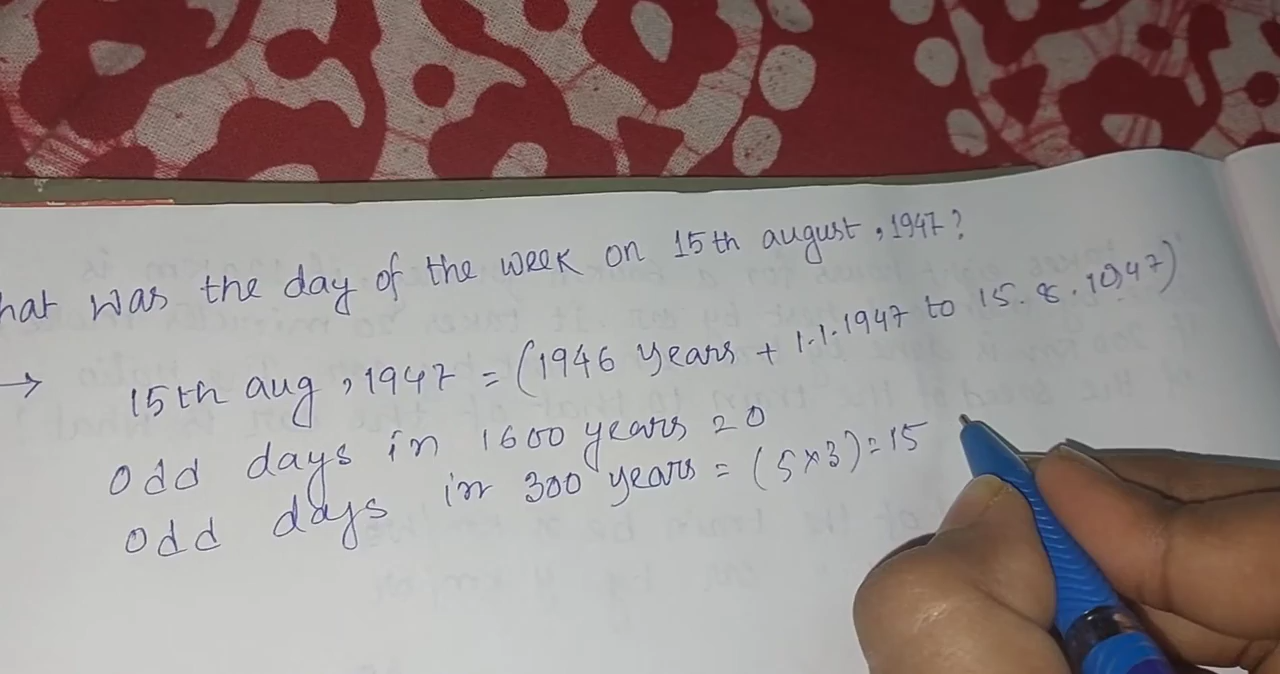 hat was the day of the week on 15th august, 1947?
→ 15th aug, 1947 = (1946 years + 1.1.1947 to 15.8.1947)
odd days in 1600 years = 0
odd days in 300 years = (5×3) = 15